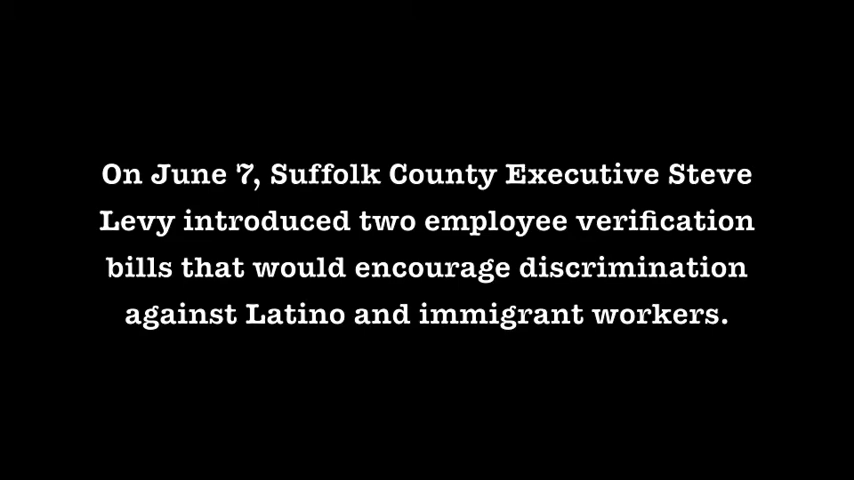 On June 7, Suffolk County Executive Steve
Levy introduced two employee verification
bills that would encourage discrimination
against Latino and immigrant workers.